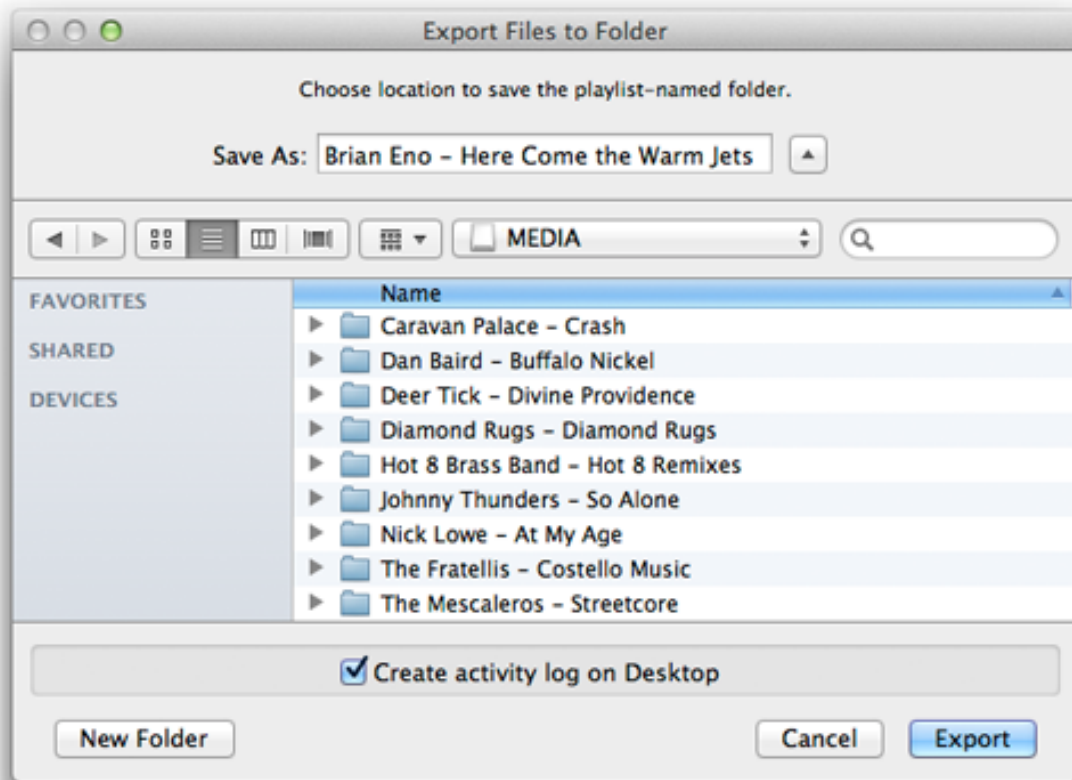 Export Files to Folder
Choose location to save the playlist-named folder.
Save As: Brian Eno – Here Come the Warm Jets
MEDIA
FAVORITES
SHARED
DEVICES
Name
Caravan Palace – Crash
Dan Baird – Buffalo Nickel
Deer Tick – Divine Providence
Diamond Rugs – Diamond Rugs
Hot 8 Brass Band – Hot 8 Remixes
Johnny Thunders – So Alone
Nick Lowe – At My Age
The Fratellis – Costello Music
The Mescaleros – Streetcore
Create activity log on Desktop
New Folder Cancel Export